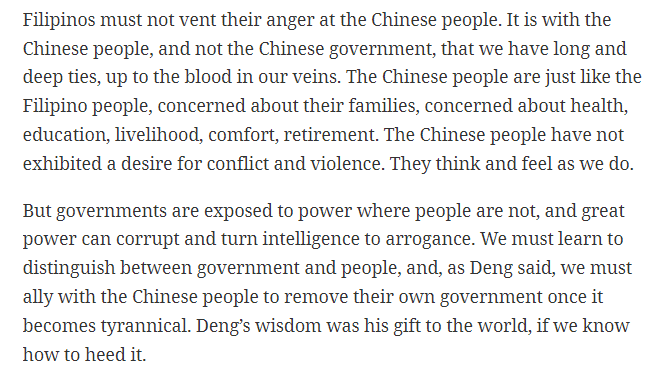 Filipinos must not vent their anger at the Chinese people. It is with the
Chinese people, and not the Chinese government, that we have long and
deep ties, up to the blood in our veins. The Chinese people are just like the
Filipino people, concerned about their families, concerned about health,
education, livelihood, comfort, retirement. The Chinese people have not
exhibited a desire for conflict and violence. They think and feel as we do.
But governments are exposed to power where people are not, and great
power can corrupt and turn intelligence to arrogance. We must learn to
distinguish between government and people, and, as Deng said, we must
ally with the Chinese people to remove their own government once it
becomes tyrannical. Deng’s wisdom was his gift to the world, if we know
how to heed it.